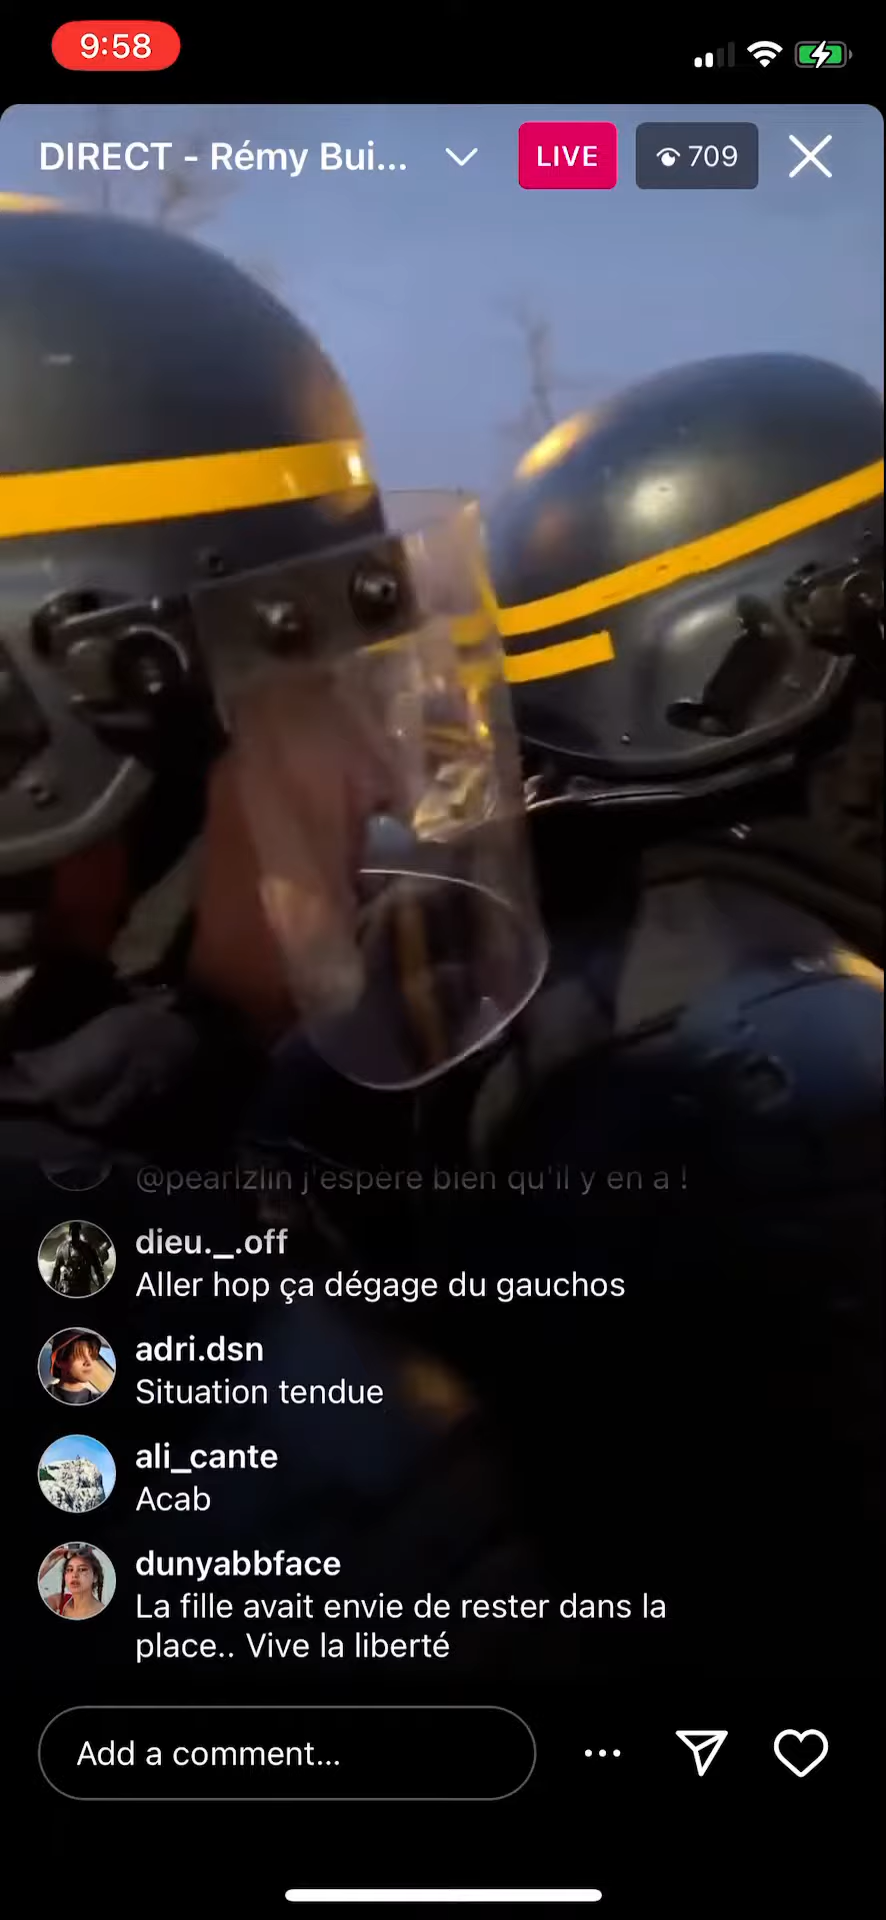 9:58
DIRECT - Rémy Bui...
LIVE
709
@pearlzlin j'espère bien qu'il y en a !
dieu._.off
Aller hop ça dégage du gauchos
adri.dsn
Situation tendue
ali_cante
Acab
dunyabbface
La fille avait envie de rester dans la
place.. Vive la liberté
Add a comment...